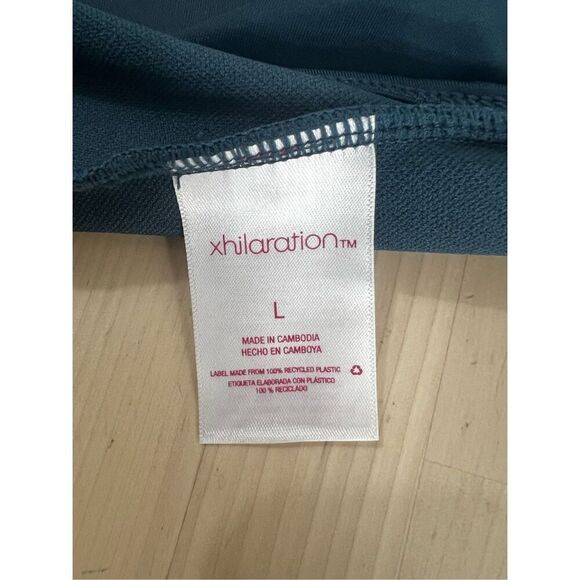 xhilaration™
L
MADE IN CAMBODIA
HECHO EN CAMBOYA
LABEL MADE FROM 100% RECYCLED PLASTIC
ETIQUETA ELABORADA CON PLÁSTICO
100 % RECICLADO